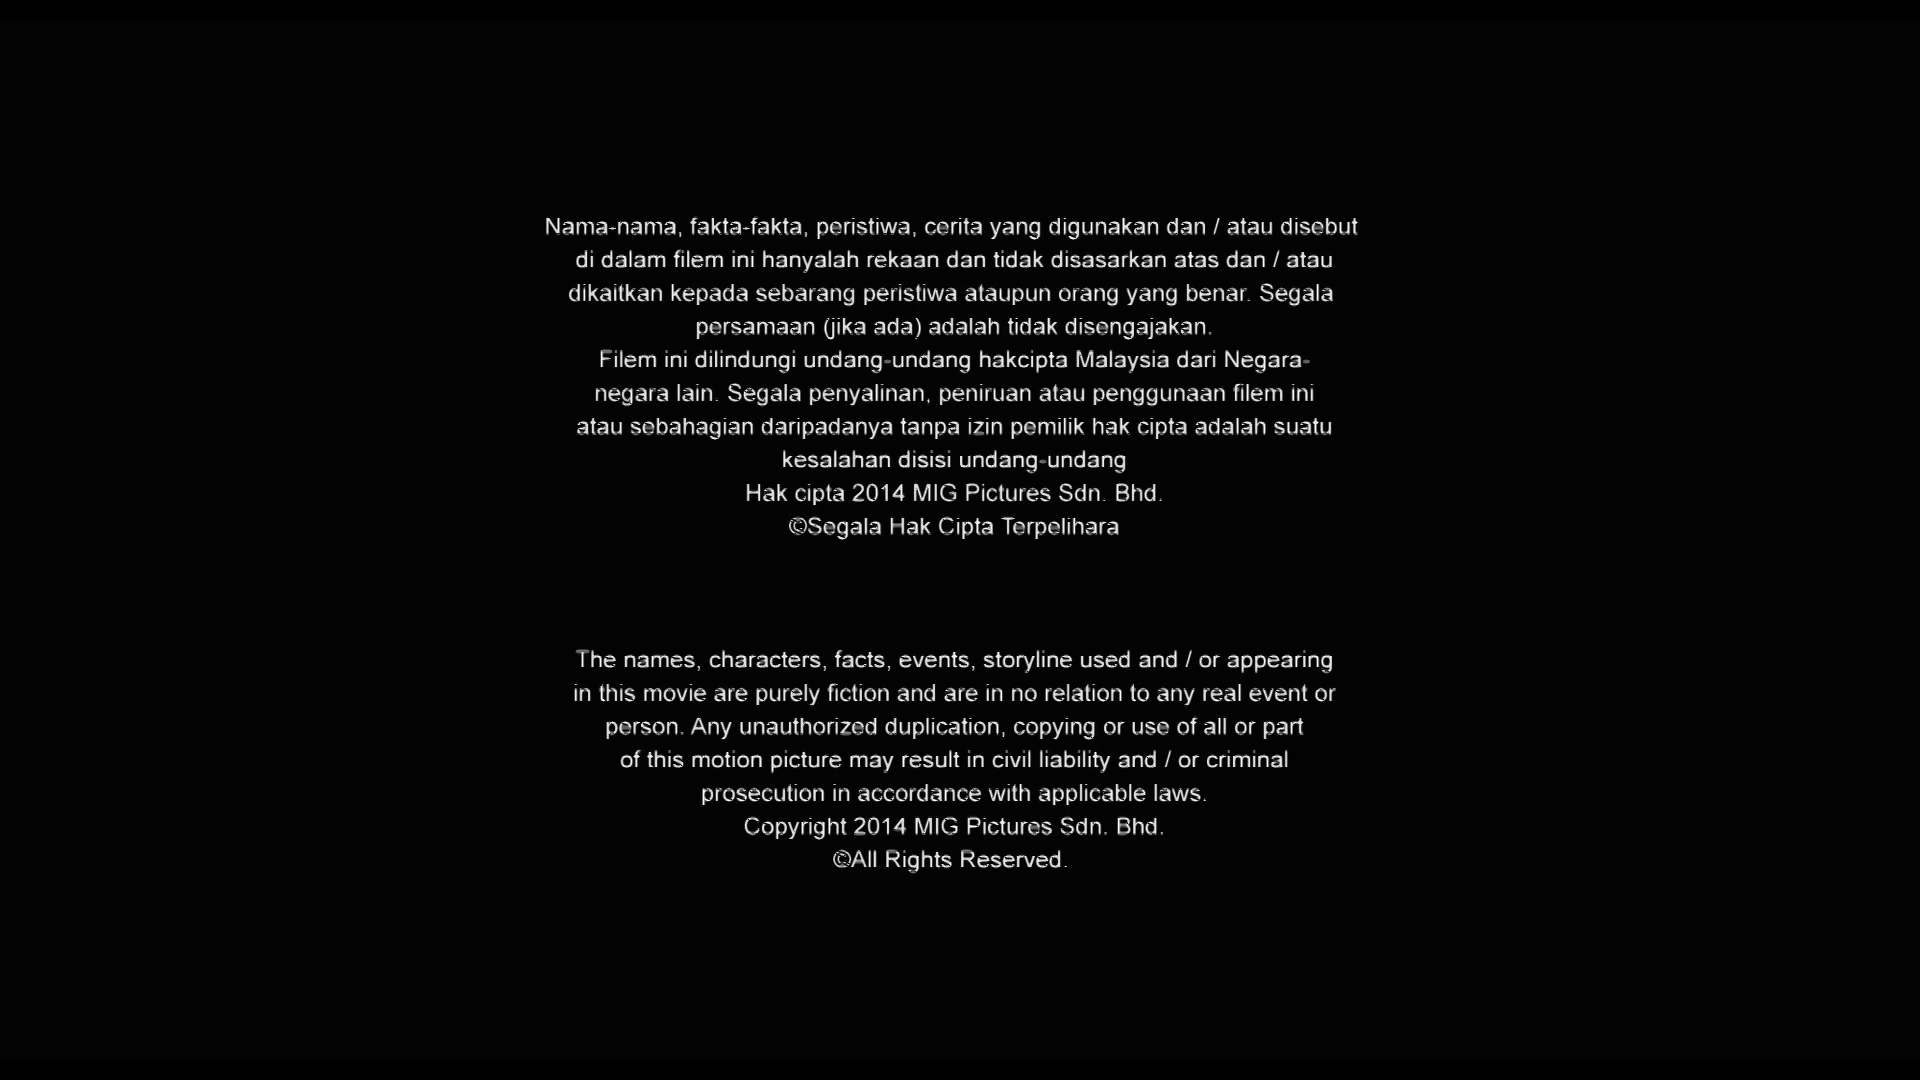 Nama-nama, fakta-fakta, peristiwa, cerita yang digunakan dan / atau disebut
di dalam filem ini hanyalah rekaan dan tidak disasarkan atas dan / atau
dikaitkan kepada sebarang peristiwa ataupun orang yang benar. Segala
persamaan (jika ada) adalah tidak disengajakan.
Filem ini dilindungi undang-undang hakcipta Malaysia dari Negara-
negara lain. Segala penyalinan, peniruan atau penggunaan filem ini
atau sebahagian daripadanya tanpa izin pemilik hak cipta adalah suatu
kesalahan disisi undang-undang
Hak cipta 2014 MIG Pictures Sdn. Bhd.
©Segala Hak Cipta Terpelihara
The names, characters, facts, events, storyline used and / or appearing
in this movie are purely fiction and are in no relation to any real event or
person. Any unauthorized duplication, copying or use of all or part
of this motion picture may result in civil liability and / or criminal
prosecution in accordance with applicable laws.
Copyright 2014 MIG Pictures Sdn. Bhd.
©All Rights Reserved.